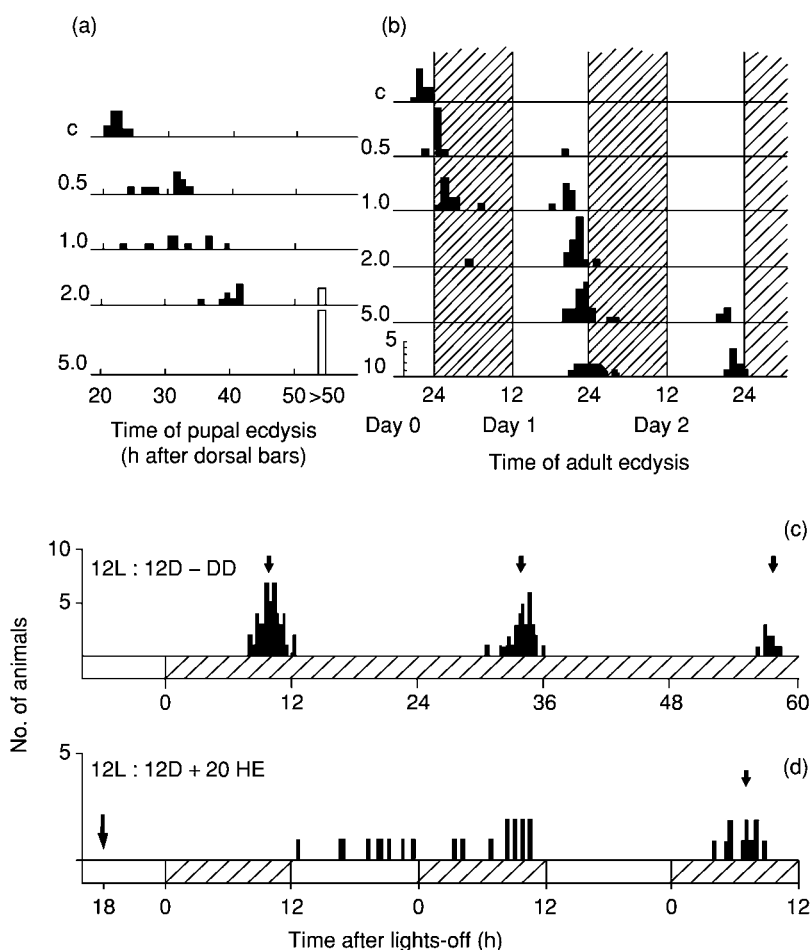 (a)
c
0.5
1.0
2.0
5.0
20 30 40 50 >50
Time of pupal ecdysis
(h after dorsal bars)
(b)
c
0.5
1.0
2.0
5.0
5
10
24 12 24 12 24
Day 0 Day 1 Day 2
Time of adult ecdysis
(c)
12L : 12D – DD
10
5
0 12 24 36 48 60
No. of animals
(d)
12L : 12D + 20 HE
5
18 0 12 0 12 0 12
Time after lights-off (h)